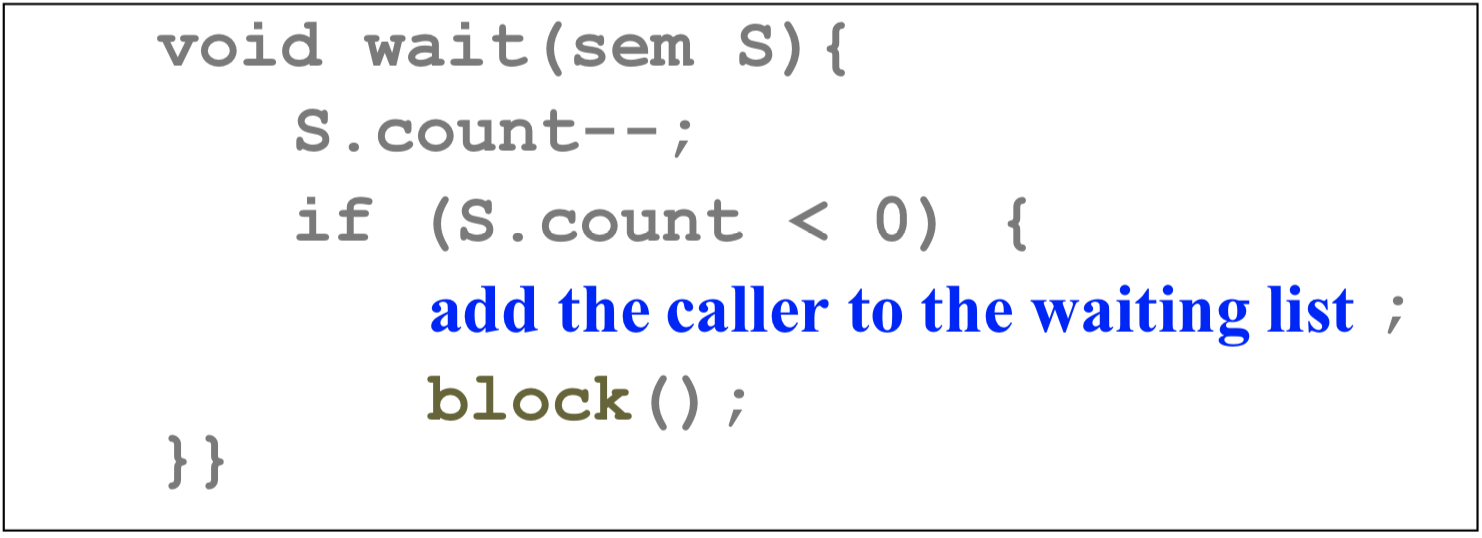 void wait(sem S){
S.count--;
if (S.count < 0) {
add the caller to the waiting list ;
block();
}}